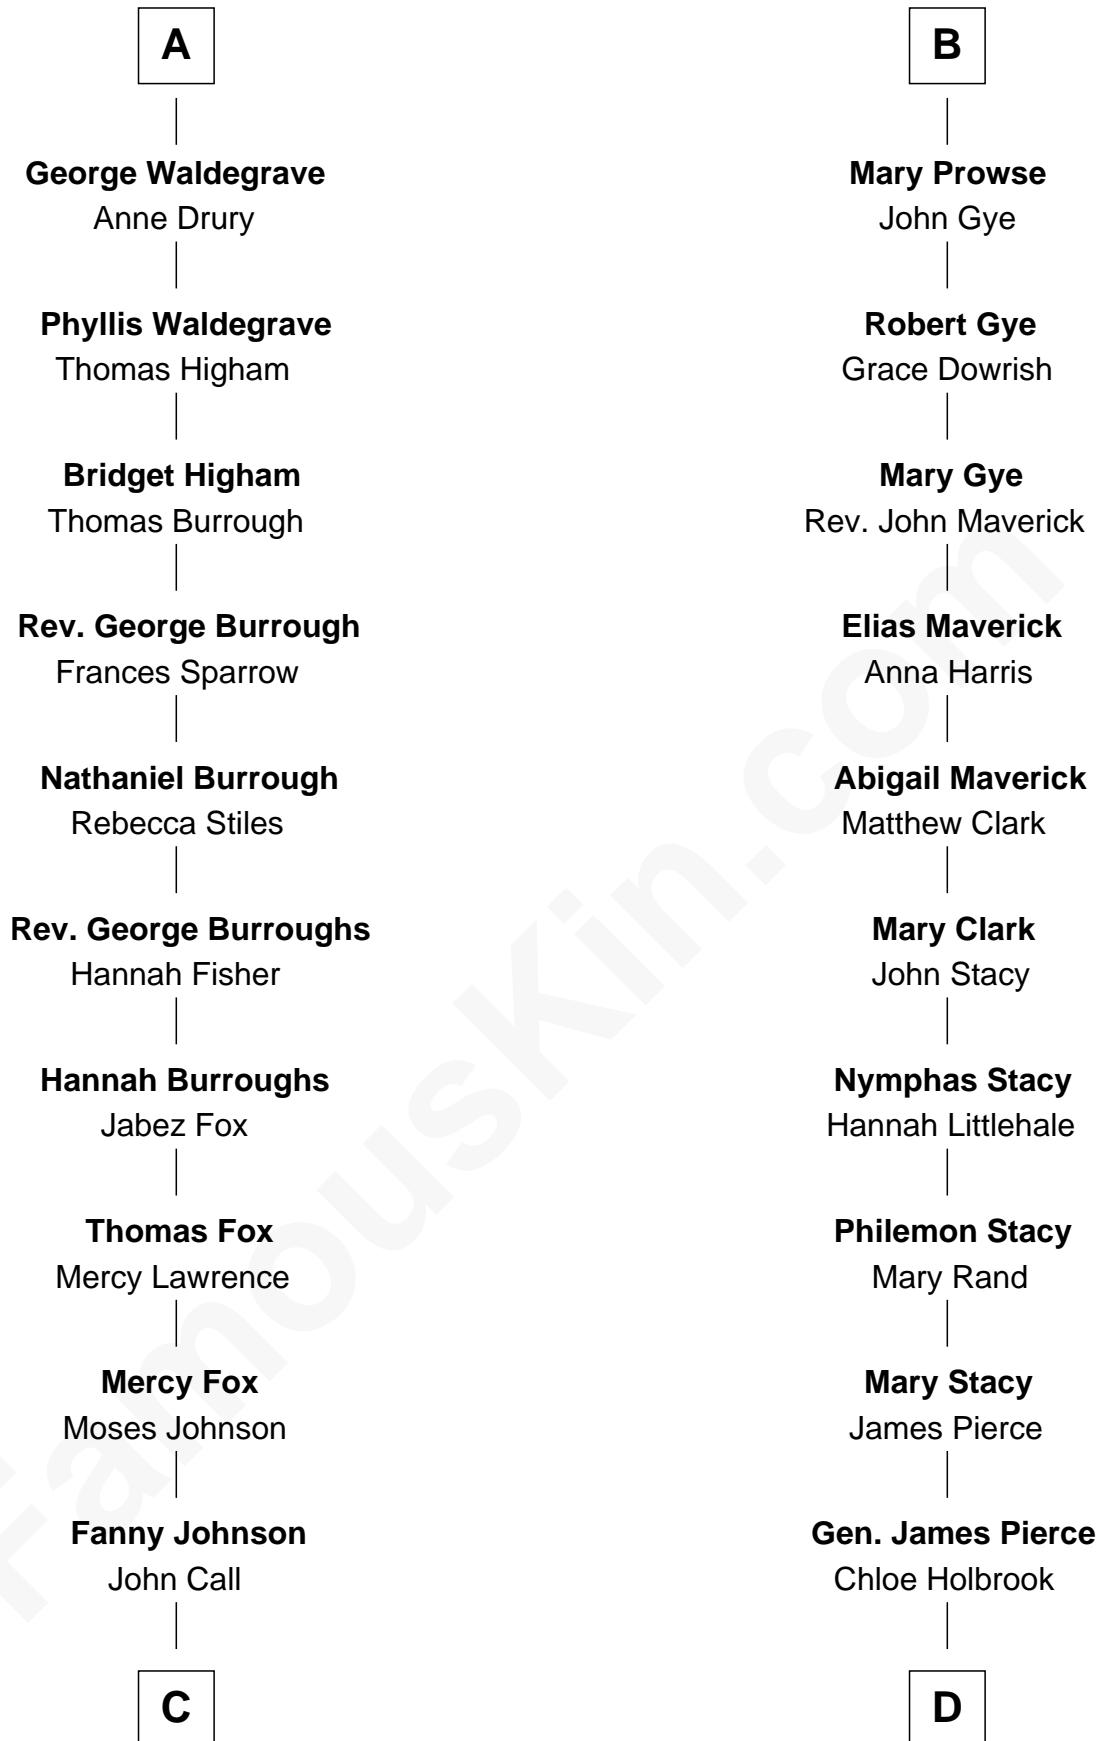 A
George Waldegrave
Anne Drury
Phyllis Waldegrave
Thomas Higham
Bridget Higham
Thomas Burrough
Rev. George Burrough
Frances Sparrow
Nathaniel Burrough
Rebecca Stiles
Rev. George Burroughs
Hannah Fisher
Hannah Burroughs
Jabez Fox
Thomas Fox
Mercy Lawrence
Mercy Fox
Moses Johnson
Fanny Johnson
John Call
C
B
Mary Prowse
John Gye
Robert Gye
Grace Dowrish
Mary Gye
Rev. John Maverick
Elias Maverick
Anna Harris
Abigail Maverick
Matthew Clark
Mary Clark
John Stacy
Nymphas Stacy
Hannah Littlehale
Philemon Stacy
Mary Rand
Mary Stacy
James Pierce
Gen. James Pierce
Chloe Holbrook
D
FamousKin.com